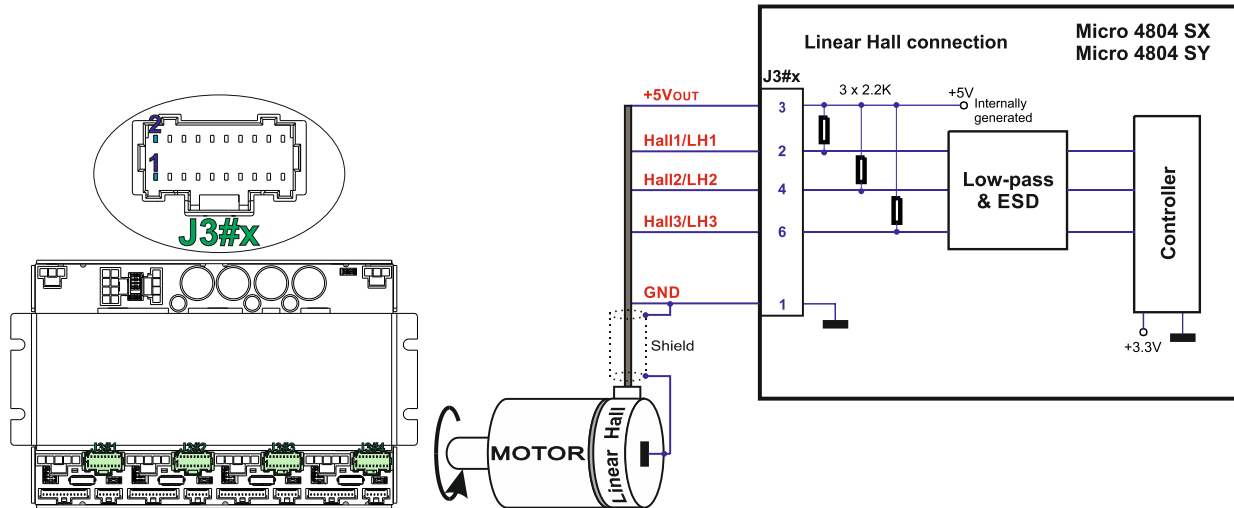 2
1
J3#x
J3#1
J3#2
J3#3
J3#4
Micro 4804 SX
Micro 4804 SY
Linear Hall connection
J3#x
3 x 2.2K
+5VOUT
3
+5V
Internally
generated
Hall1/LH1
2
Hall2/LH2
4
Hall3/LH3
6
Low-pass
& ESD
Controller
GND
1
+3.3V
Shield
MOTOR
Linear Hall